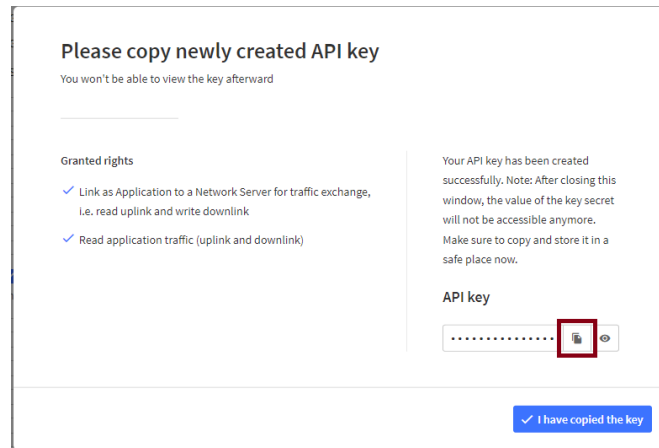 Please copy newly created API key
You won't be able to view the key afterward
Granted rights
Link as Application to a Network Server for traffic exchange,
i.e. read uplink and write downlink
Read application traffic (uplink and downlink)
Your API key has been created
successfully. Note: After closing this
window, the value of the key secret
will not be accessible anymore.
Make sure to copy and store it in a
safe place now.
API key
•••••••••••••••
I have copied the key